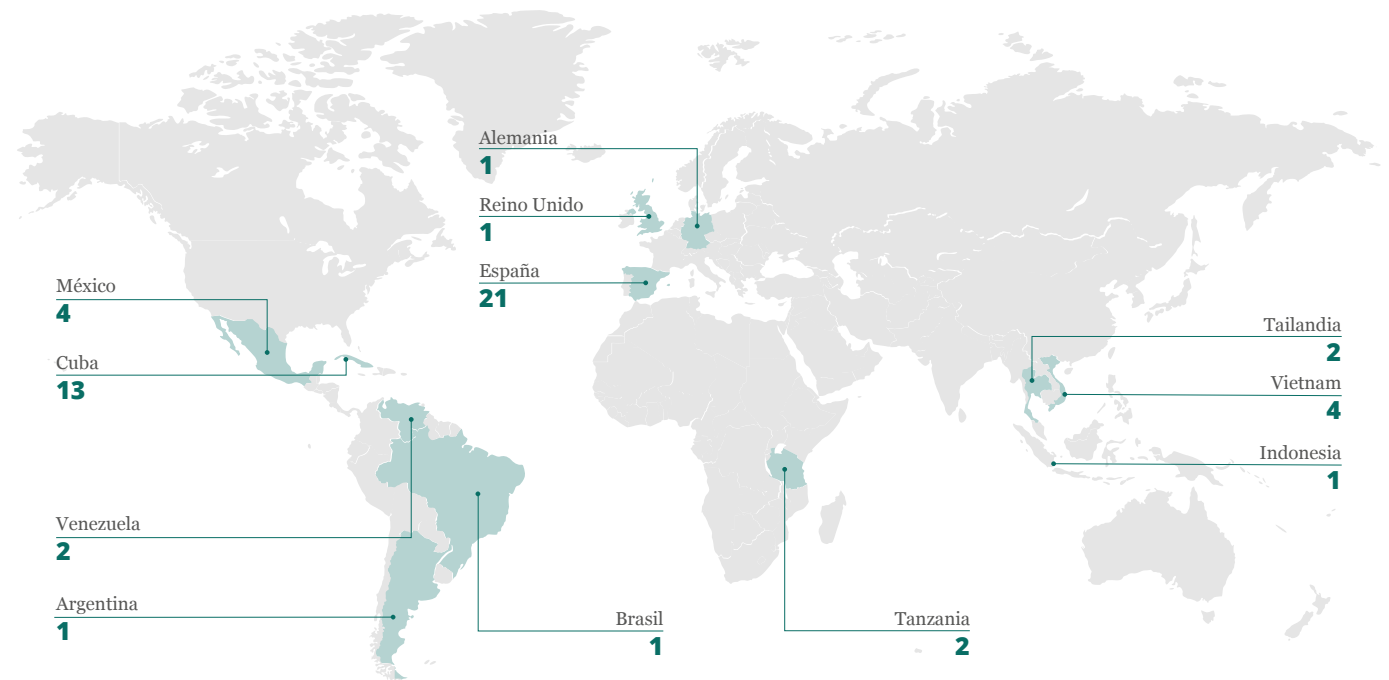 Alemania
1
Reino Unido
1
España
21
México
4
Cuba
13
Tailandia
2
Vietnam
4
Indonesia
1
Venezuela
2
Argentina
1
Brasil
1
Tanzania
2